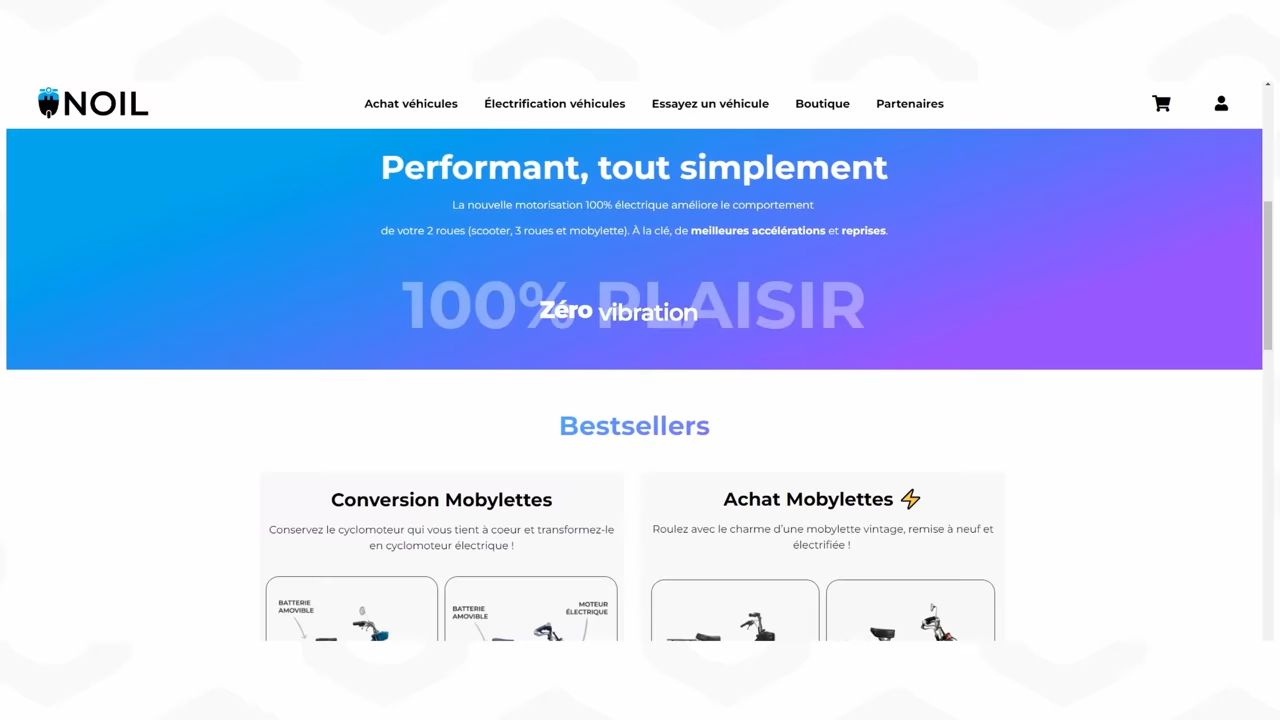 NOIL
Achat véhicules
Électrification véhicules
Essayez un véhicule
Boutique
Partenaires
Performant, tout simplement
La nouvelle motorisation 100% électrique améliore le comportement
de votre 2 roues (scooter, 3 roues et mobylette). À la clé, de meilleures accélérations et reprises.
100% PLAISIR
Zéro vibration
Bestsellers
Conversion Mobylettes
Conservez le cyclomoteur qui vous tient à coeur et transformez-le
en cyclomoteur électrique !
BATTERIE
AMOVIBLE
BATTERIE
AMOVIBLE
MOTEUR
ÉLECTRIQUE
Achat Mobylettes ⚡
Roulez avec le charme d’une mobylette vintage, remise à neuf et
électrifiée !